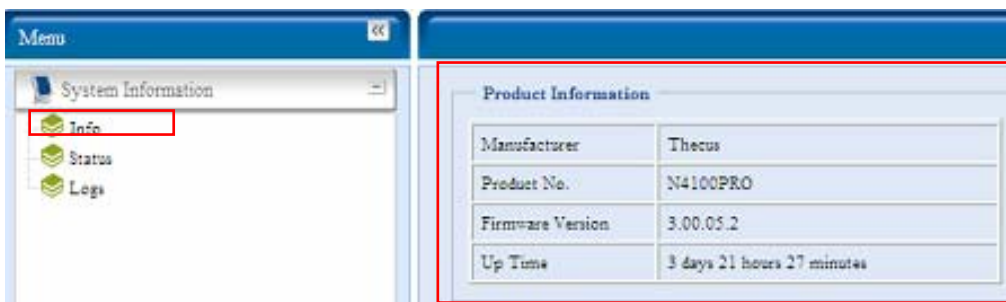 Menu
System Information
Info
Status
Logs
Product Information
Manufacturer Thecus
Product No. N4100PRO
Firmware Version 3.00.05.2
Up Time 3 days 21 hours 27 minutes